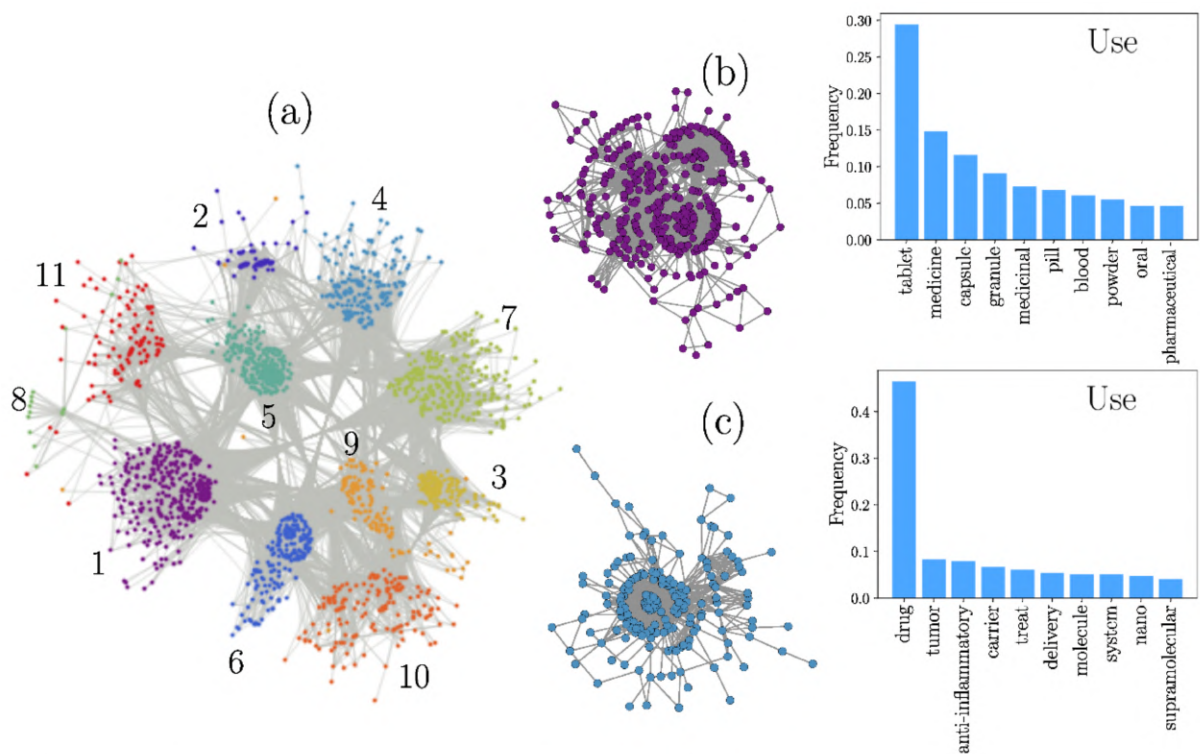 (a)
2
4
11
7
8
5
9
3
1
6
10
(b)
Use
Frequency
0.30
0.25
0.20
0.15
0.10
0.05
0.00
tablet
medicine
capsule
granule
medicinal
pill
blood
powder
oral
pharmaceutical
(c)
Use
Frequency
0.4
0.3
0.2
0.1
0.0
drug
tumor
anti-inflammatory
carrier
treat
delivery
molecule
system
nano
supramolecular